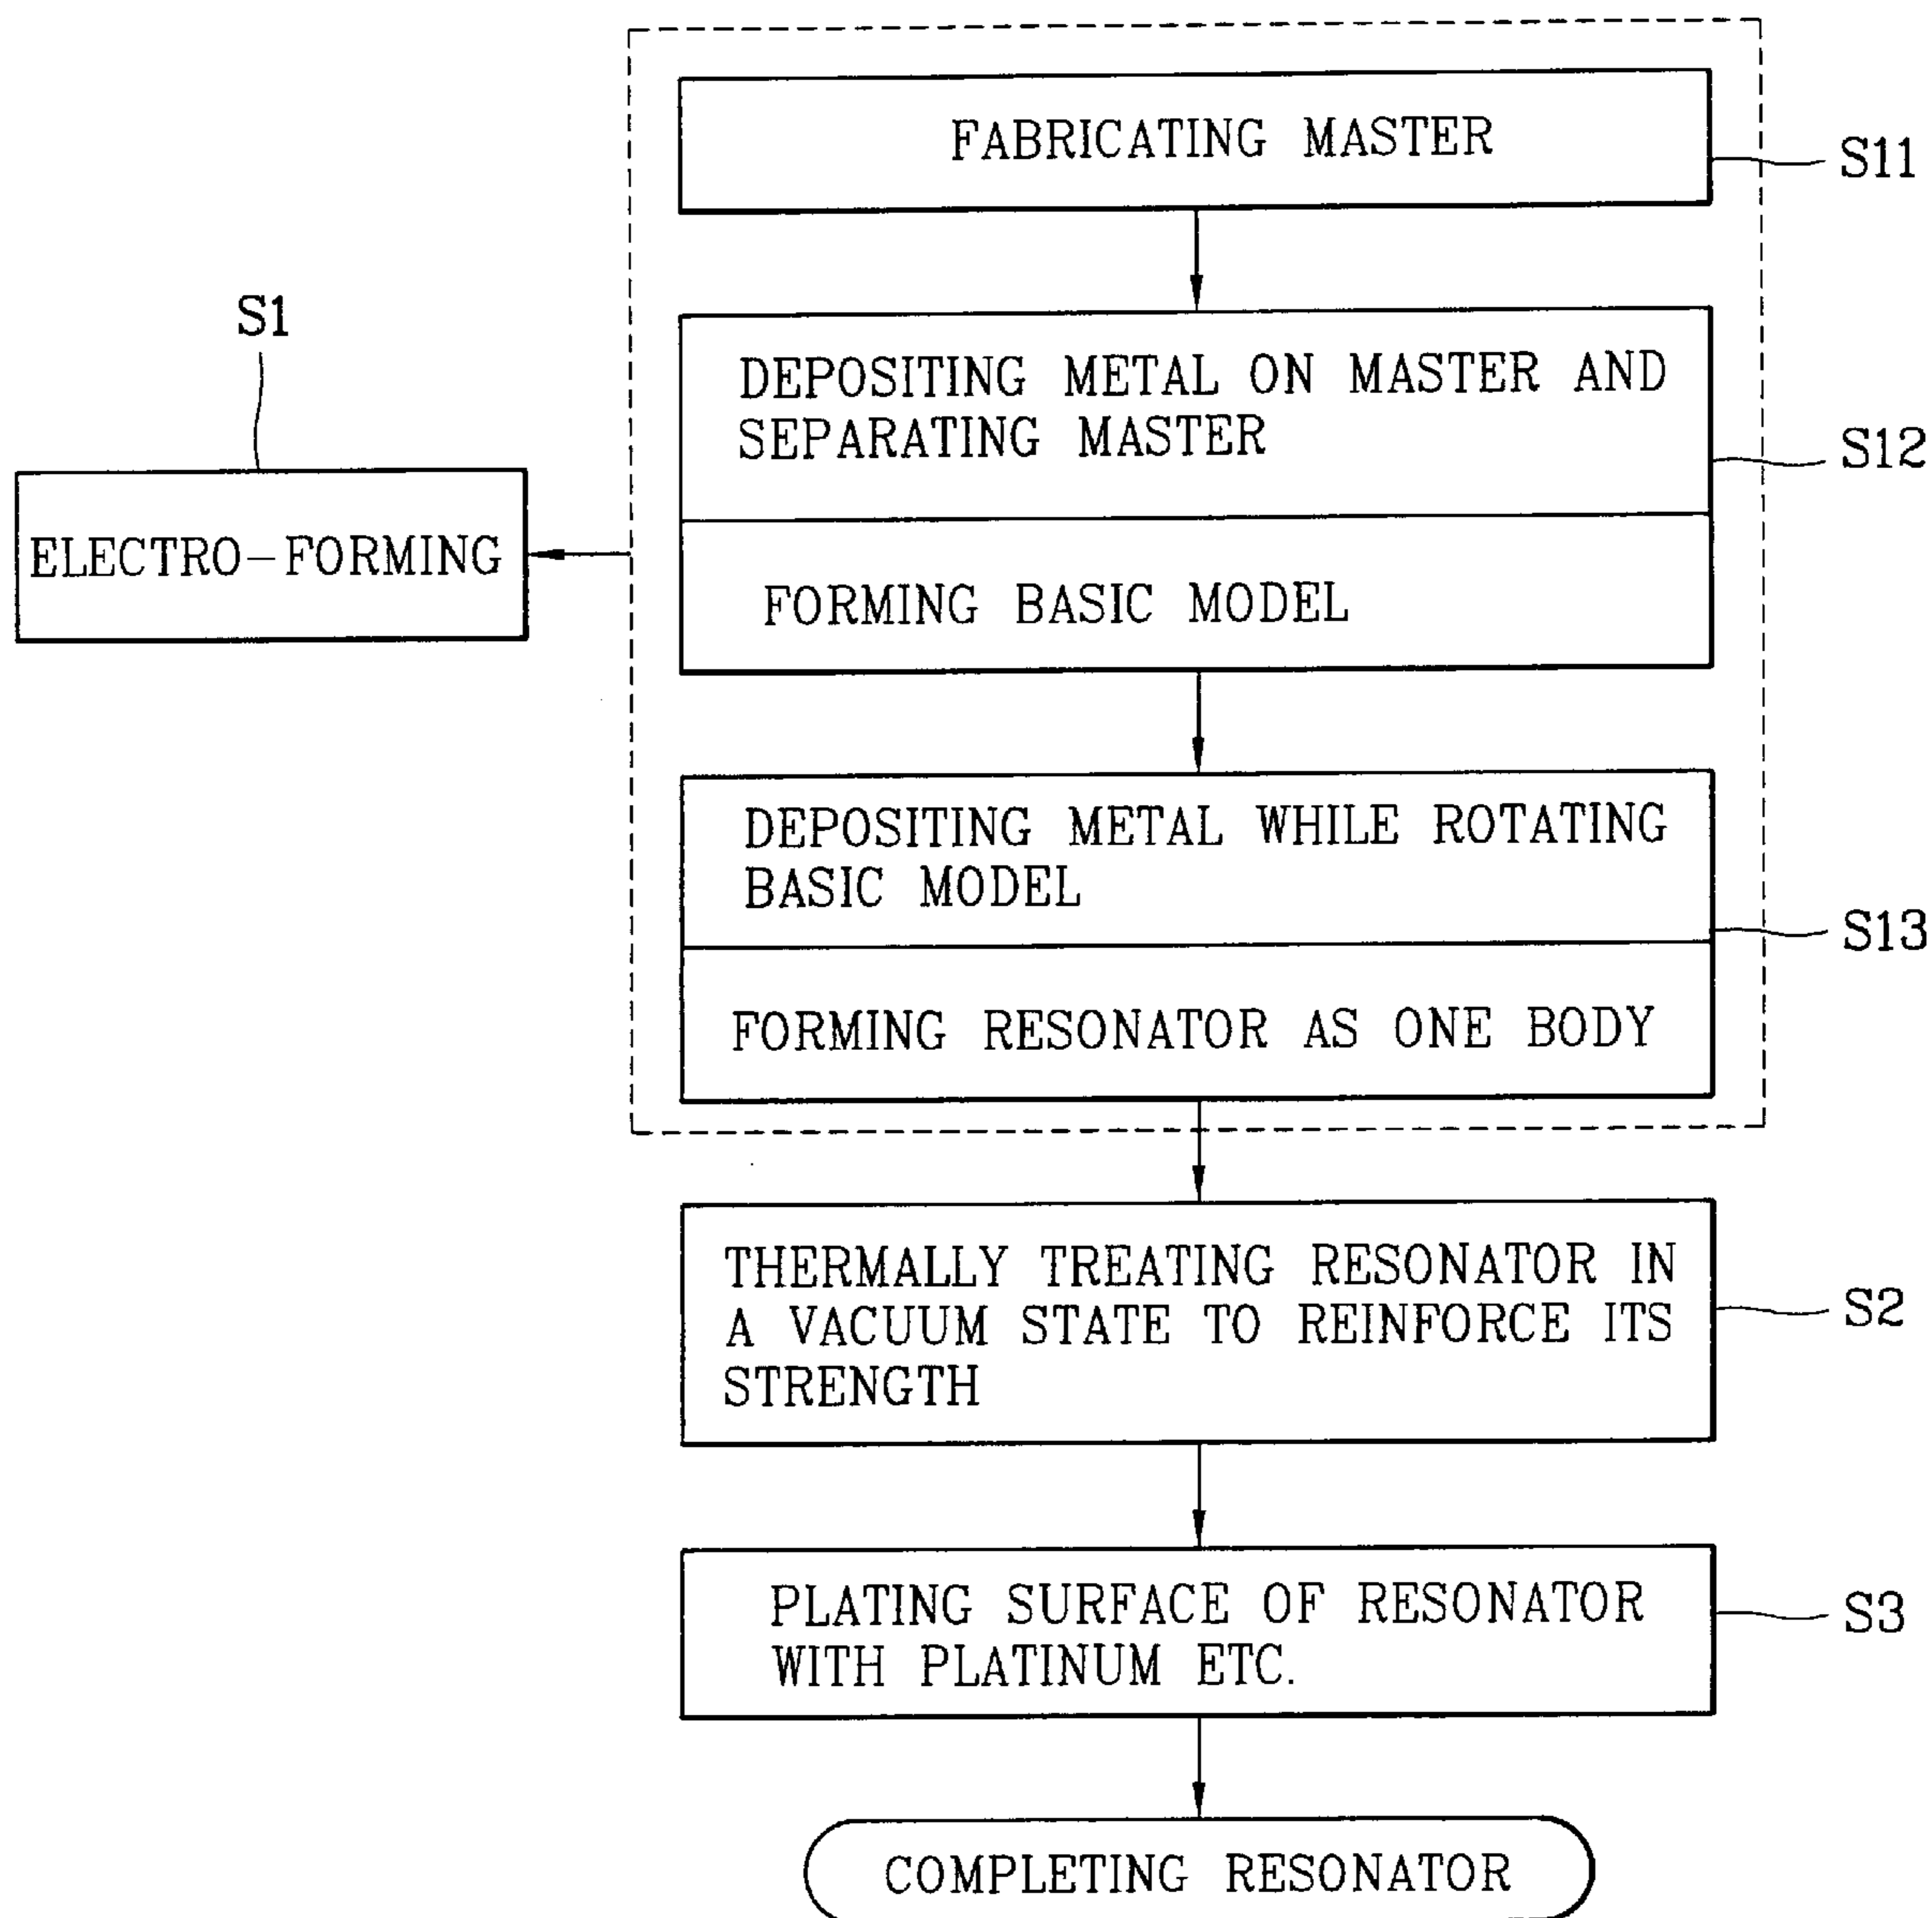 FABRICATING MASTER
S11
S1
DEPOSITING METAL ON MASTER AND
SEPARATING MASTER
S12
ELECTRO-FORMING
FORMING BASIC MODEL
DEPOSITING METAL WHILE ROTATING
BASIC MODEL
S13
FORMING RESONATOR AS ONE BODY
THERMALLY TREATING RESONATOR IN
A VACUUM STATE TO REINFORCE ITS
STRENGTH
S2
PLATING SURFACE OF RESONATOR
WITH PLATINUM ETC.
S3
COMPLETING RESONATOR